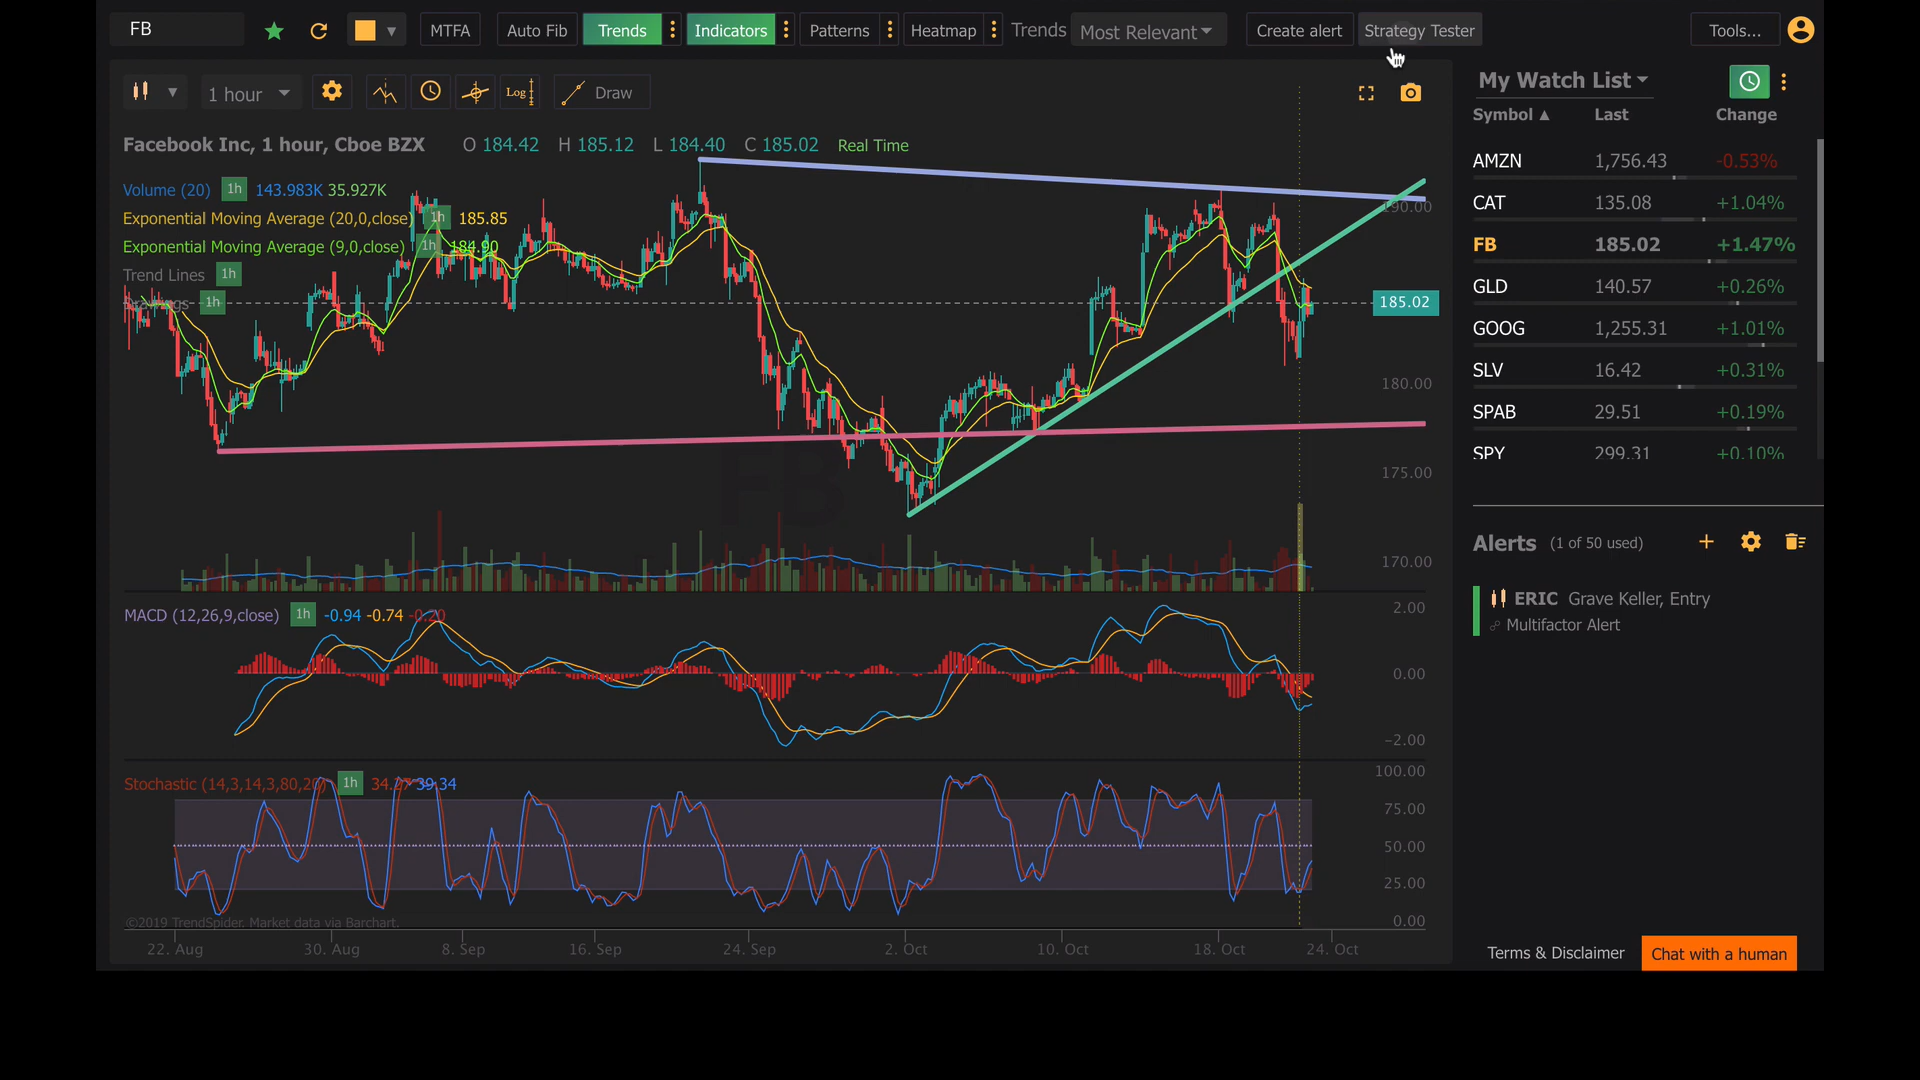 FB
MTFA
Auto Fib
Trends
Indicators
Patterns
Heatmap
Trends
Most Relevant
Create alert
Strategy Tester
Tools...
1 hour
Log
Draw
Facebook Inc, 1 hour, Cboe BZX O 184.42 H 185.12 L 184.40 C 185.02 Real Time
Volume (20) 1h 143.983K 35.927K
Exponential Moving Average (20,0,close) 1h 185.85
Exponential Moving Average (9,0,close) 1h 184.90
Trend Lines 1h
Drawings 1h
190.00
185.02
180.00
175.00
170.00
FB
MACD (12,26,9,close) 1h -0.94 -0.74 -0.20
2.00
0.00
-2.00
Stochastic (14,3,14,3,80,20) 1h 34.27 39.34
100.00
75.00
50.00
25.00
0.00
©2019 TrendSpider. Market data via Barchart.
22. Aug 30. Aug 8. Sep 16. Sep 24. Sep 2. Oct 10. Oct 18. Oct 24. Oct
My Watch List
Symbol ▲ Last Change
AMZN 1,756.43 -0.53%
CAT 135.08 +1.04%
FB 185.02 +1.47%
GLD 140.57 +0.26%
GOOG 1,255.31 +1.01%
SLV 16.42 +0.31%
SPAB 29.51 +0.19%
SPY 299.31 +0.10%
Alerts (1 of 50 used)
ERIC Grave Keller, Entry
Multifactor Alert
Terms & Disclaimer
Chat with a human